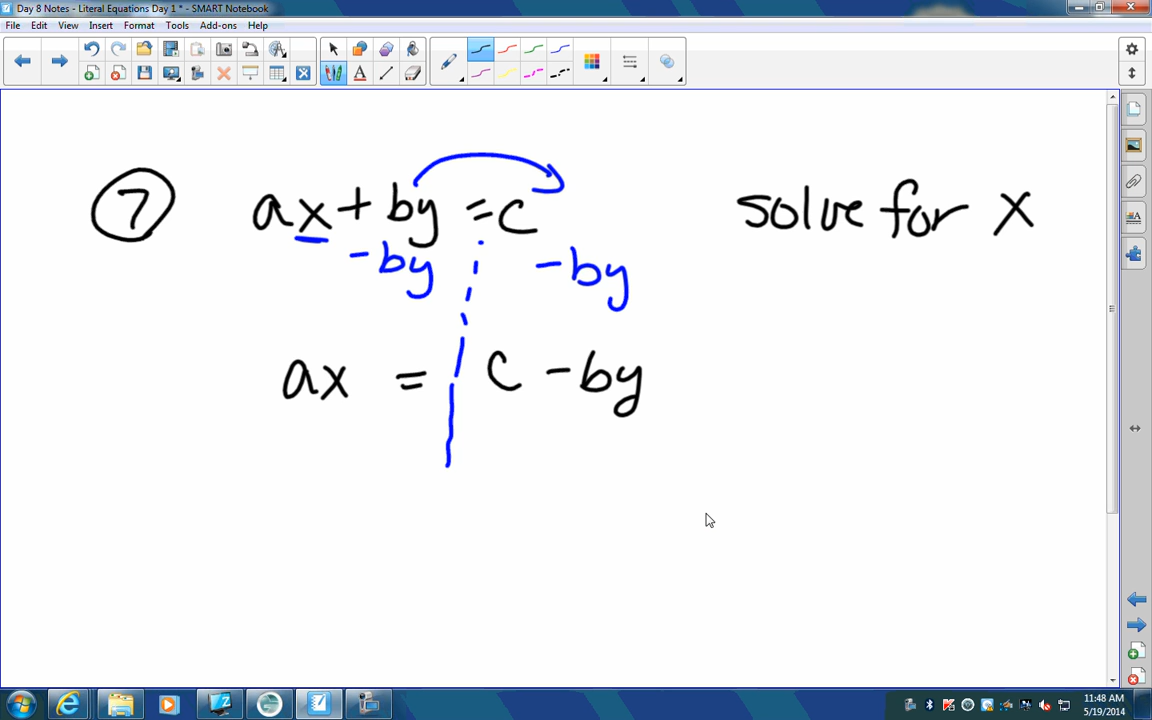 Day 8 Notes - Literal Equations Day 1 * - SMART Notebook
File Edit View Insert Format Tools Add-ons Help
7 ax + by = c solve for x
-by -by
ax = c - by
11:48 AM
5/19/2014